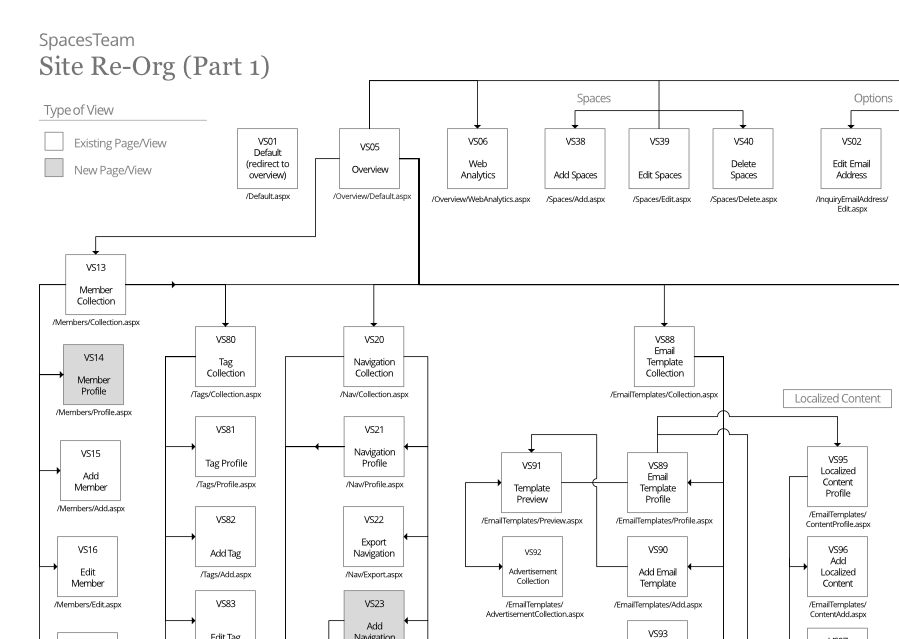 SpacesTeam
Site Re-Org (Part 1)
Type of View
Existing Page/View
New Page/View
Spaces
Options
VS01
Default
(redirect to
overview)
/Default.aspx
VS05
Overview
/Overview/Default.aspx
VS06
Web
Analytics
/Overview/WebAnalytics.aspx
VS38
Add Spaces
/Spaces/Add.aspx
VS39
Edit Spaces
/Spaces/Edit.aspx
VS40
Delete
Spaces
/Spaces/Delete.aspx
VS02
Edit Email
Address
/InquiryEmailAddress/
Edit.aspx
VS13
Member
Collection
/Members/Collection.aspx
VS14
Member
Profile
/Members/Profile.aspx
VS15
Add
Member
/Members/Add.aspx
VS16
Edit
Member
/Members/Edit.aspx
VS80
Tag
Collection
/Tags/Collection.aspx
VS81
Tag Profile
/Tags/Profile.aspx
VS82
Add Tag
/Tags/Add.aspx
VS83
Edit Tag
VS20
Navigation
Collection
/Nav/Collection.aspx
VS21
Navigation
Profile
/Nav/Profile.aspx
VS22
Export
Navigation
/Nav/Export.aspx
VS23
Add
Navigation
VS88
Email
Template
Collection
/EmailTemplates/Collection.aspx
Localized Content
VS91
Template
Preview
/EmailTemplates/Preview.aspx
VS92
Advertisement
Collection
/EmailTemplates/
AdvertisementCollection.aspx
VS89
Email
Template
Profile
/EmailTemplates/Profile.aspx
VS90
Add Email
Template
/EmailTemplates/Add.aspx
VS93
VS95
Localized
Content
Profile
/EmailTemplates/
ContentProfile.aspx
VS96
Add
Localized
Content
/EmailTemplates/
ContentAdd.aspx